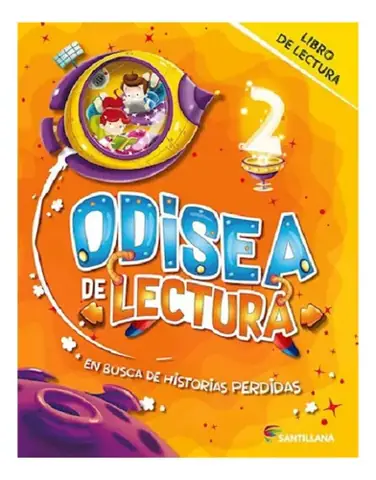 LIBRO
DE LECTURA
2
ODISEA
DE LECTURA
EN BUSCA DE HISTORIAS PERDIDAS
SANTILLANA